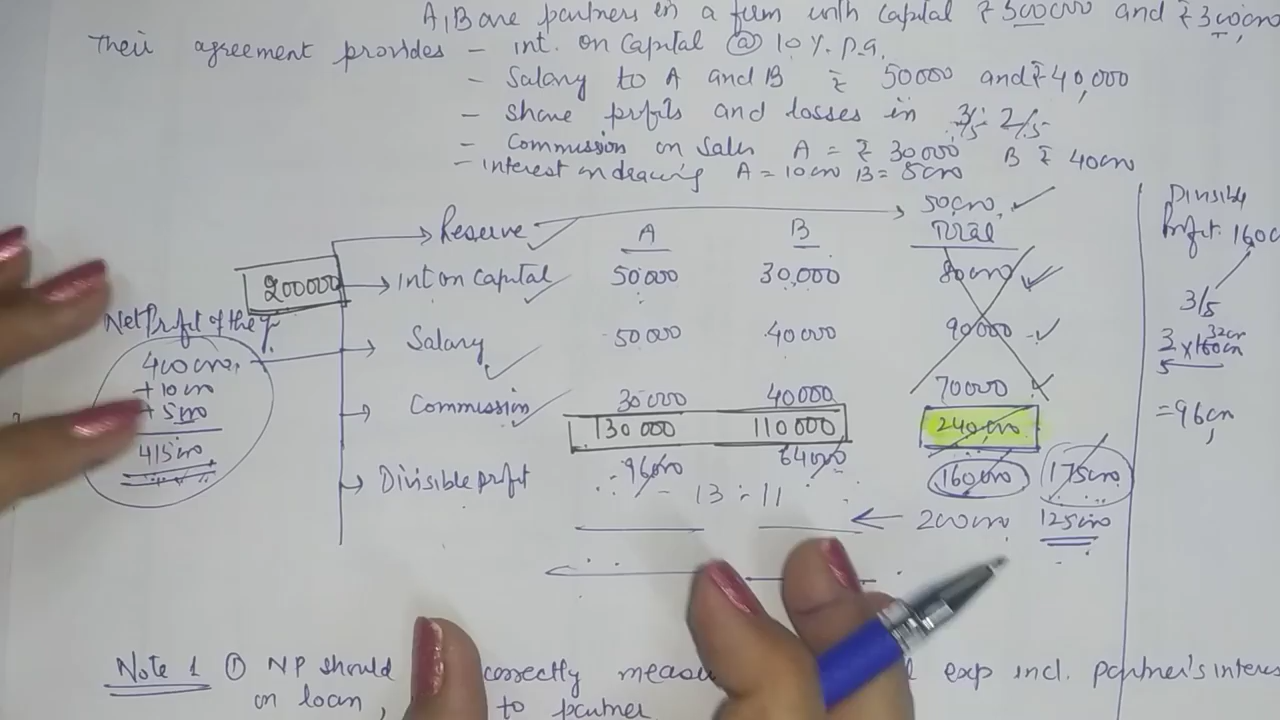 A, B are partners in a firm with capital ₹ 500000 and ₹ 300000,
Their agreement provides - int. on Capital @ 10 %. p.a.
- Salary to A and B ₹ 50000 and ₹ 40,000
- Share profits and losses in 3/5 : 2/5
- Commission on sales A = ₹ 30000 B ₹ 40000
- interest on drawing A = 10000 B = 5000
Reserve 50000,
A B Total
200000 Int on capital 50000 30,000 80000
Net Profit of the
Salary 50000 40000 90000
400000,
+ 10000
+ 5000
415000
Commission 30000 40000 70000
130000 110000 240000
Divisible profit 96000 64000 160000 175000
13 : 11
200000 125000
Divisible
Profit 1600
3/5
32000
3/5 × 160000
= 96000,
Note 1 ① NP should correctly exp incl. partner's
on loan, to partner